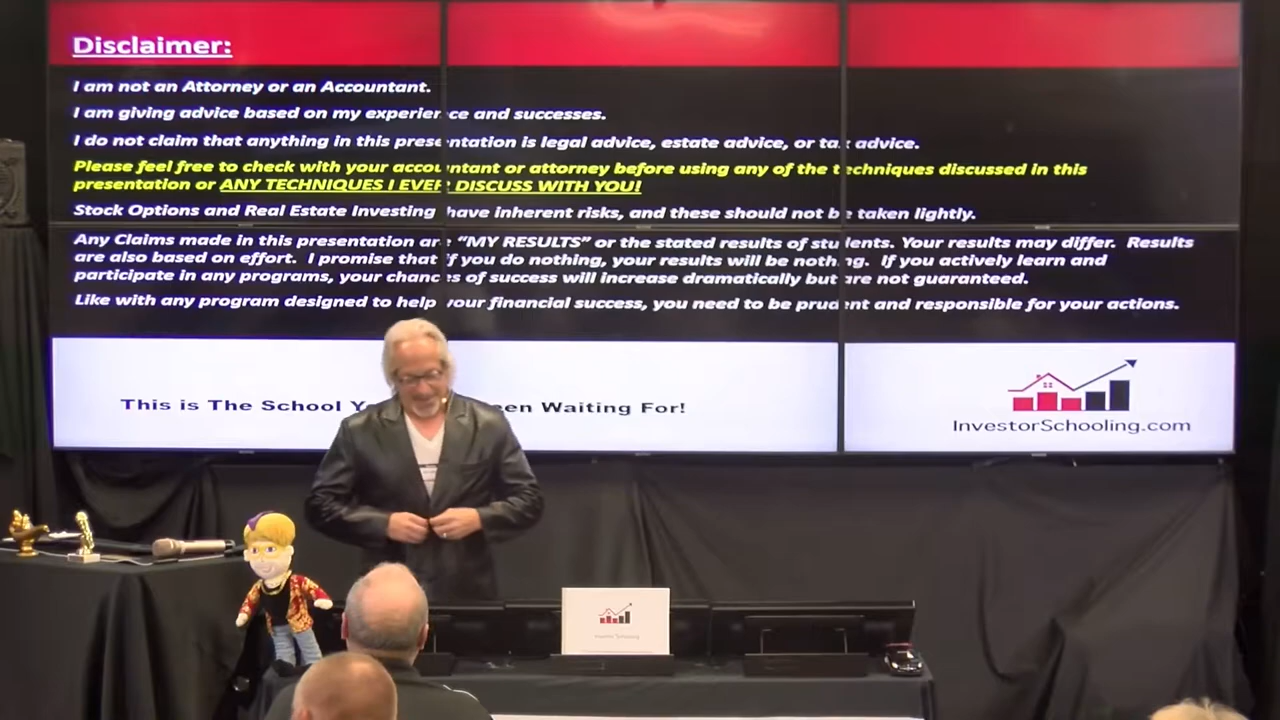 Disclaimer:
I am not an Attorney or an Accountant.
I am giving advice based on my experience and successes.
I do not claim that anything in this presentation is legal advice, estate advice, or tax advice.
Please feel free to check with your accountant or attorney before using any of the techniques discussed in this
presentation or ANY TECHNIQUES I EVER DISCUSS WITH YOU!
Stock Options and Real Estate Investing have inherent risks, and these should not be taken lightly.
Any Claims made in this presentation are “MY RESULTS” or the stated results of students. Your results may differ. Results
are also based on effort. I promise that if you do nothing, your results will be nothing. If you actively learn and
participate in any programs, your chances of success will increase dramatically but are not guaranteed.
Like with any program designed to help your financial success, you need to be prudent and responsible for your actions.
This is The School Y een Waiting For!
InvestorSchooling.com
Investor Schooling